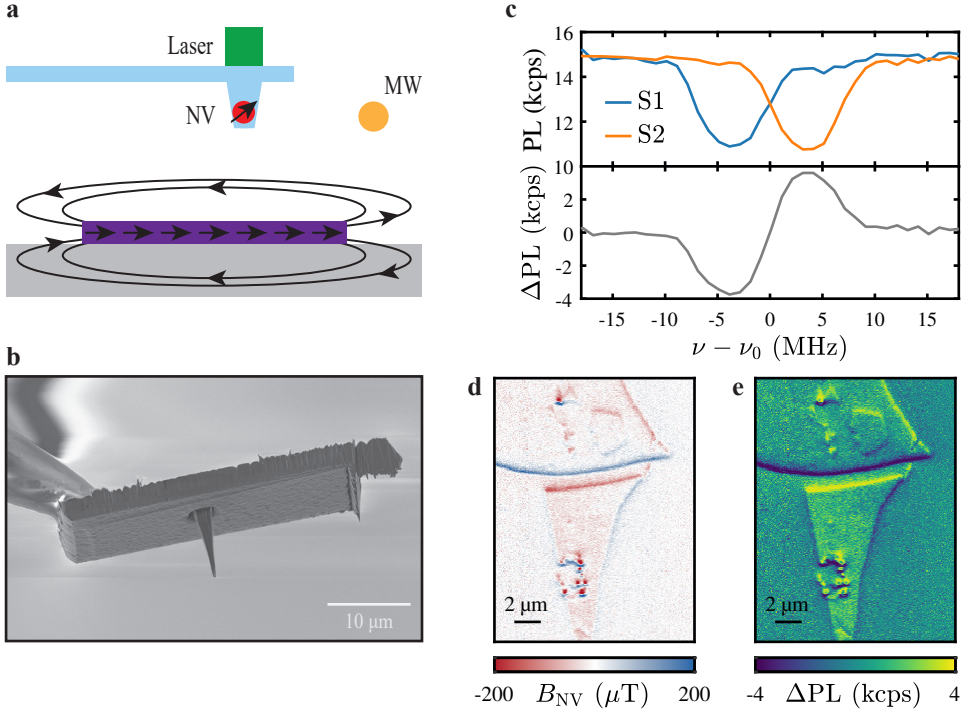 a
Laser
NV
MW
b
10 µm
c
16
14
12
10
PL (kcps)
S1
S2
2
0
-2
-4
ΔPL (kcps)
-15 -10 -5 0 5 10 15
ν − ν0 (MHz)
d
2 µm
-200 BNV (µT) 200
e
2 µm
-4 ΔPL (kcps) 4